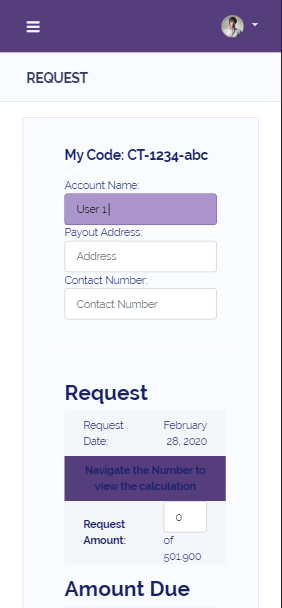 REQUEST
My Code: CT-1234-abc
Account Name:
User 1
Payout Address:
Address
Contact Number:
Contact Number
Request
Request
Date:
February
28, 2020
Navigate the Number to
view the calculation
Request
Amount:
0
of
501.900
Amount Due